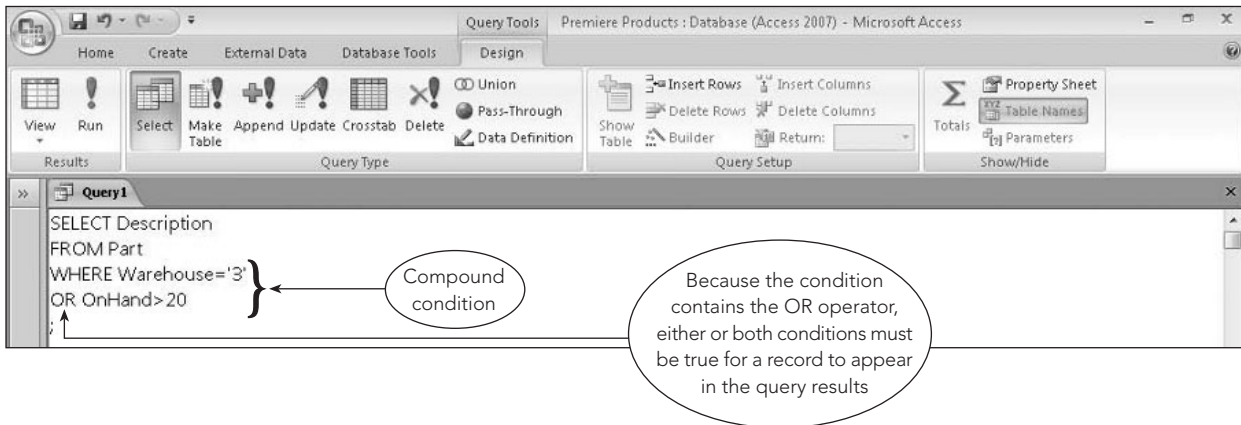 Query Tools
Premiere Products : Database (Access 2007) - Microsoft Access
Home Create External Data Database Tools Design
View
Run
Results
Select
Make Table
Append
Update
Crosstab
Delete
Union
Pass-Through
Data Definition
Query Type
Show Table
Insert Rows
Delete Rows
Builder
Insert Columns
Delete Columns
Return:
Query Setup
Totals
Property Sheet
XYZ
Table Names
Parameters
Show/Hide
Query1
SELECT Description
FROM Part
WHERE Warehouse='3'
OR OnHand>20
;
Compound
condition
Because the condition
contains the OR operator,
either or both conditions must
be true for a record to appear
in the query results